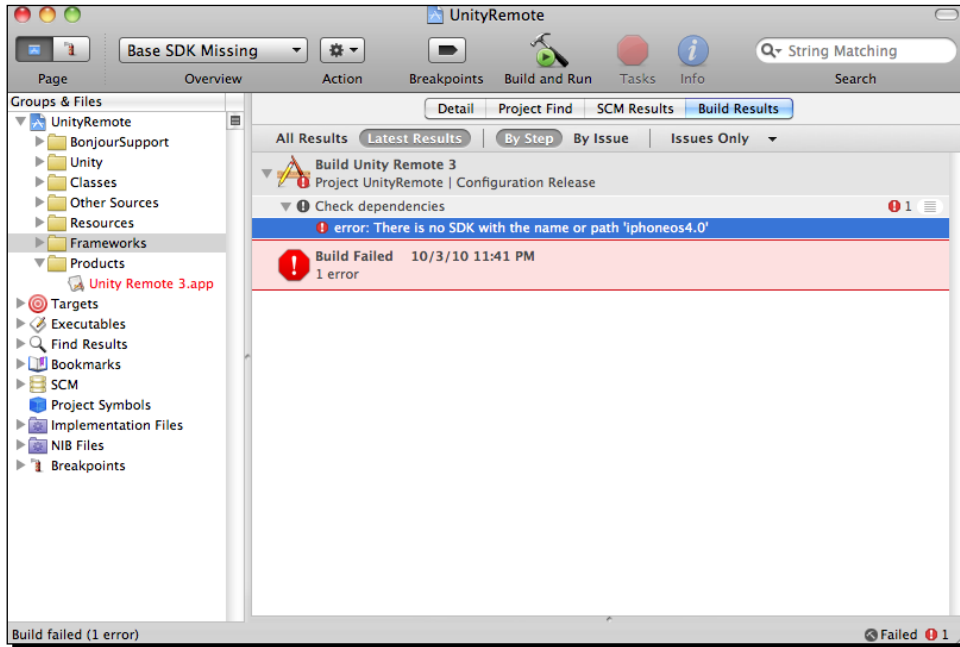 UnityRemote
Base SDK Missing
String Matching
Page
Overview
Action
Breakpoints
Build and Run
Tasks
Info
Search
Groups & Files
UnityRemote
BonjourSupport
Unity
Classes
Other Sources
Resources
Frameworks
Products
Unity Remote 3.app
Targets
Executables
Find Results
Bookmarks
SCM
Project Symbols
Implementation Files
NIB Files
Breakpoints
Detail
Project Find
SCM Results
Build Results
All Results
Latest Results
By Step
By Issue
Issues Only
Build Unity Remote 3
Project UnityRemote | Configuration Release
Check dependencies
1
error: There is no SDK with the name or path 'iphoneos4.0'
Build Failed 10/3/10 11:41 PM
1 error
Build failed (1 error)
Failed
1